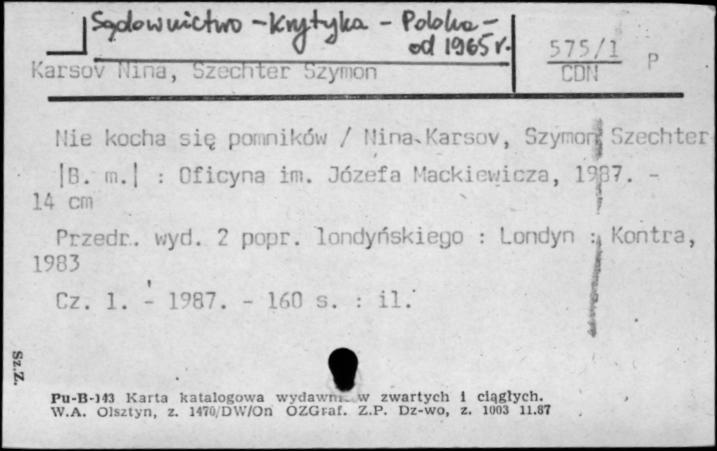 Sądownictwo - Krytyka - Polska -
od 1965 r.
575/1 P
CDN
Karsov Nina, Szechter Szymon
Nie kocha się pomników / Nina Karsov, Szymon Szechter
|B. m.| : Oficyna im. Józefa Mackiewicza, 1987. -
14 cm
Przedr. wyd. 2 popr. londyńskiego : Londyn : Kontra,
1983
Cz. 1. - 1987. - 160 s. : il.
Sz.Z.
Pu-B-143 Karta katalogowa w zwartych i ciągłych.
W.A. Olsztyn, z. 1470/DW/On OZGraf. Z.P. Dz-wo, z. 1003 11.87